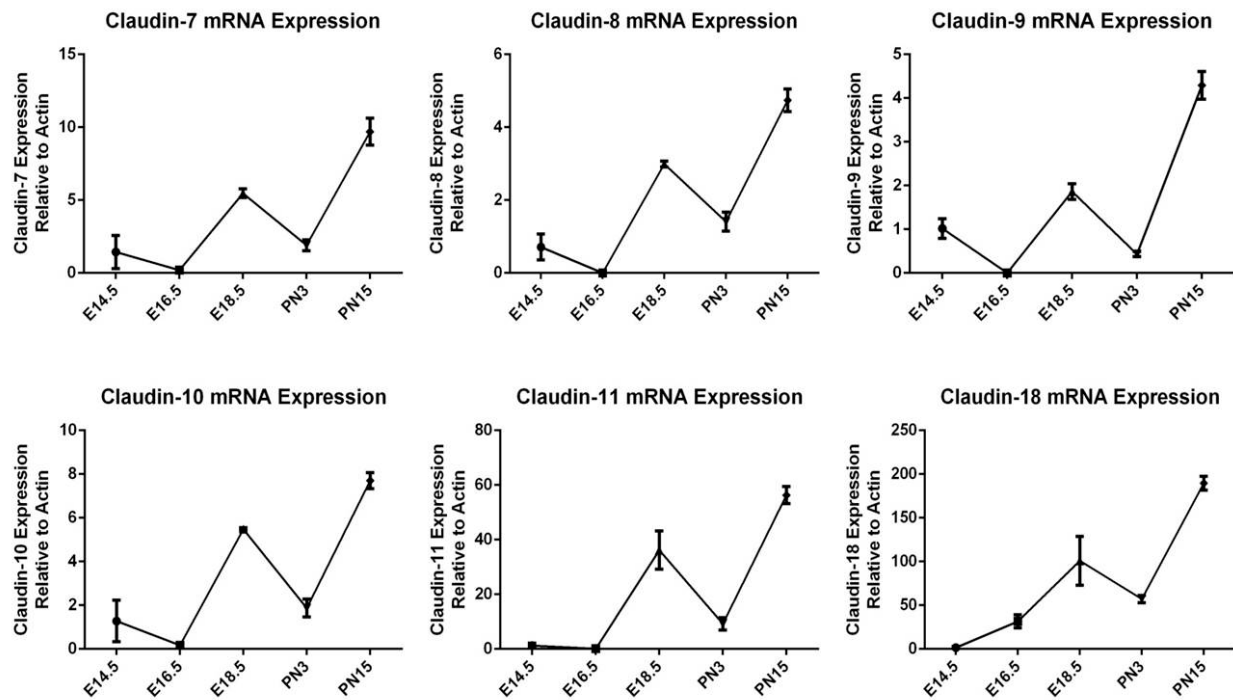 Claudin-7 mRNA Expression
Claudin-7 Expression
Relative to Actin
15
10
5
0
E14.5
E16.5
E18.5
PN3
PN15
Claudin-8 mRNA Expression
Claudin-8 Expression
Relative to Actin
6
4
2
0
E14.5
E16.5
E18.5
PN3
PN15
Claudin-9 mRNA Expression
Claudin-9 Expression
Relative to Actin
5
4
3
2
1
0
E14.5
E16.5
E18.5
PN3
PN15
Claudin-10 mRNA Expression
Claudin-10 Expression
Relative to Actin
10
8
6
4
2
0
E14.5
E16.5
E18.5
PN3
PN15
Claudin-11 mRNA Expression
Claudin-11 Expression
Relative to Actin
80
60
40
20
0
E14.5
E16.5
E18.5
PN3
PN15
Claudin-18 mRNA Expression
Claudin-18 Expression
Relative to Actin
250
200
150
100
50
0
E14.5
E16.5
E18.5
PN3
PN15